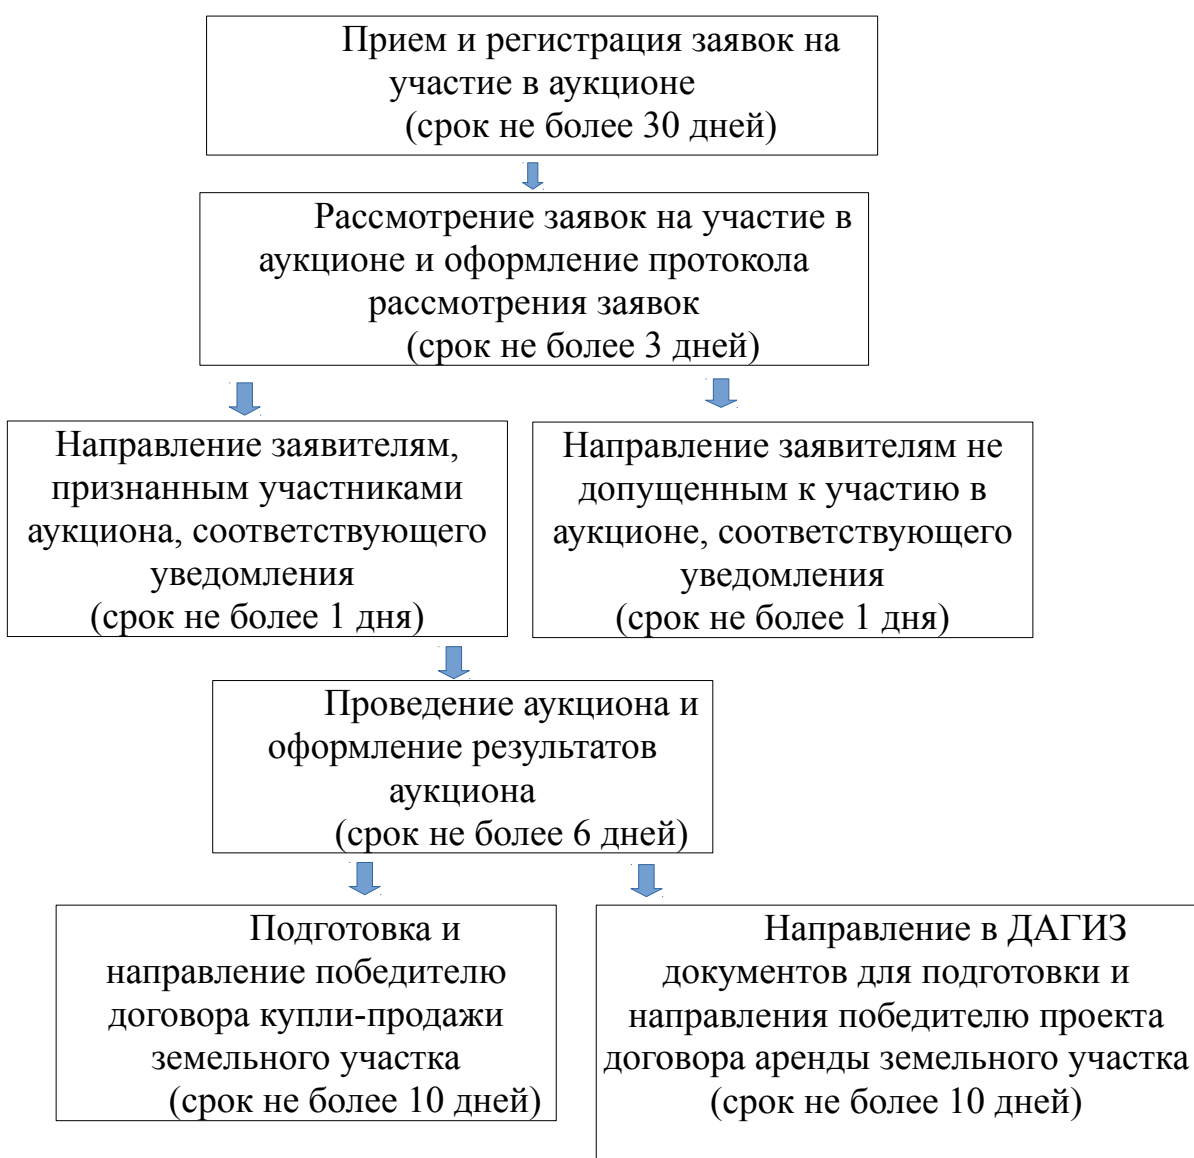 Прием и регистрация заявок на
участие в аукционе
(срок не более 30 дней)
Рассмотрение заявок на участие в
аукционе и оформление протокола
рассмотрения заявок
(срок не более 3 дней)
Направление заявителям,
признанным участниками
аукциона, соответствующего
уведомления
(срок не более 1 дня)
Направление заявителям не
допущенным к участию в
аукционе, соответствующего
уведомления
(срок не более 1 дня)
Проведение аукциона и
оформление результатов
аукциона
(срок не более 6 дней)
Подготовка и
направление победителю
договора купли-продажи
земельного участка
(срок не более 10 дней)
Направление в ДАГИЗ
документов для подготовки и
направления победителю проекта
договора аренды земельного участка
(срок не более 10 дней)